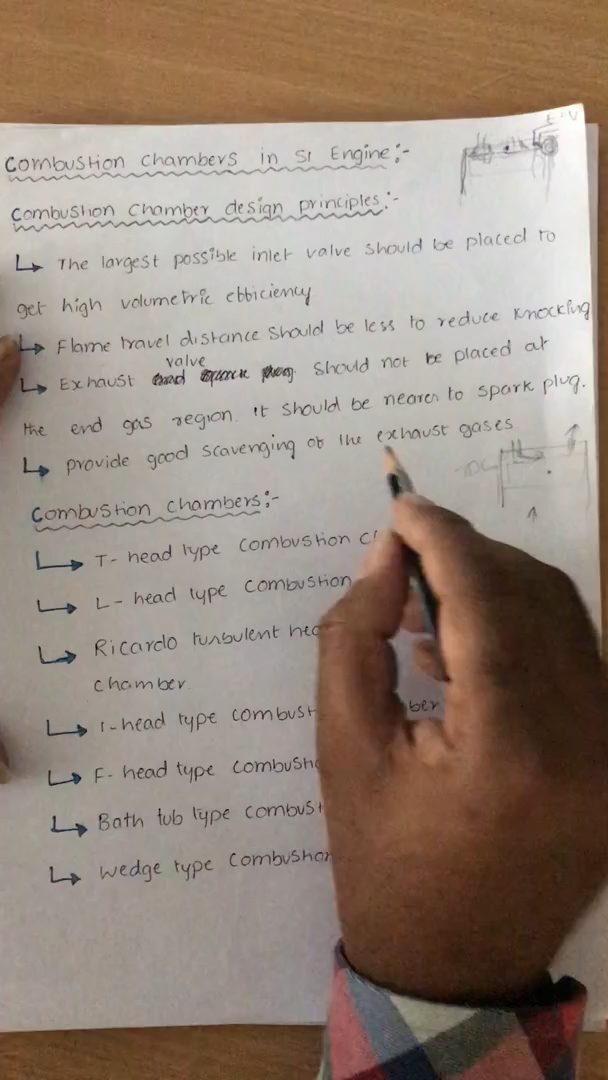 Combustion chambers in SI Engine:-
Combustion chamber design principles:-
The largest possible inlet valve should be placed to
get high volumetric efficiency
Flame travel distance should be less to reduce knocking
valve
Exhaust should not be placed at
the end gas region. It should be nearer to spark plug.
provide good scavenging of the exhaust gases
Combustion chambers:-
T- head type combustion
L- head type combustion
Ricardo turbulent
chamber
I-head type
F- head type
Bath tub type
wedge type combustion